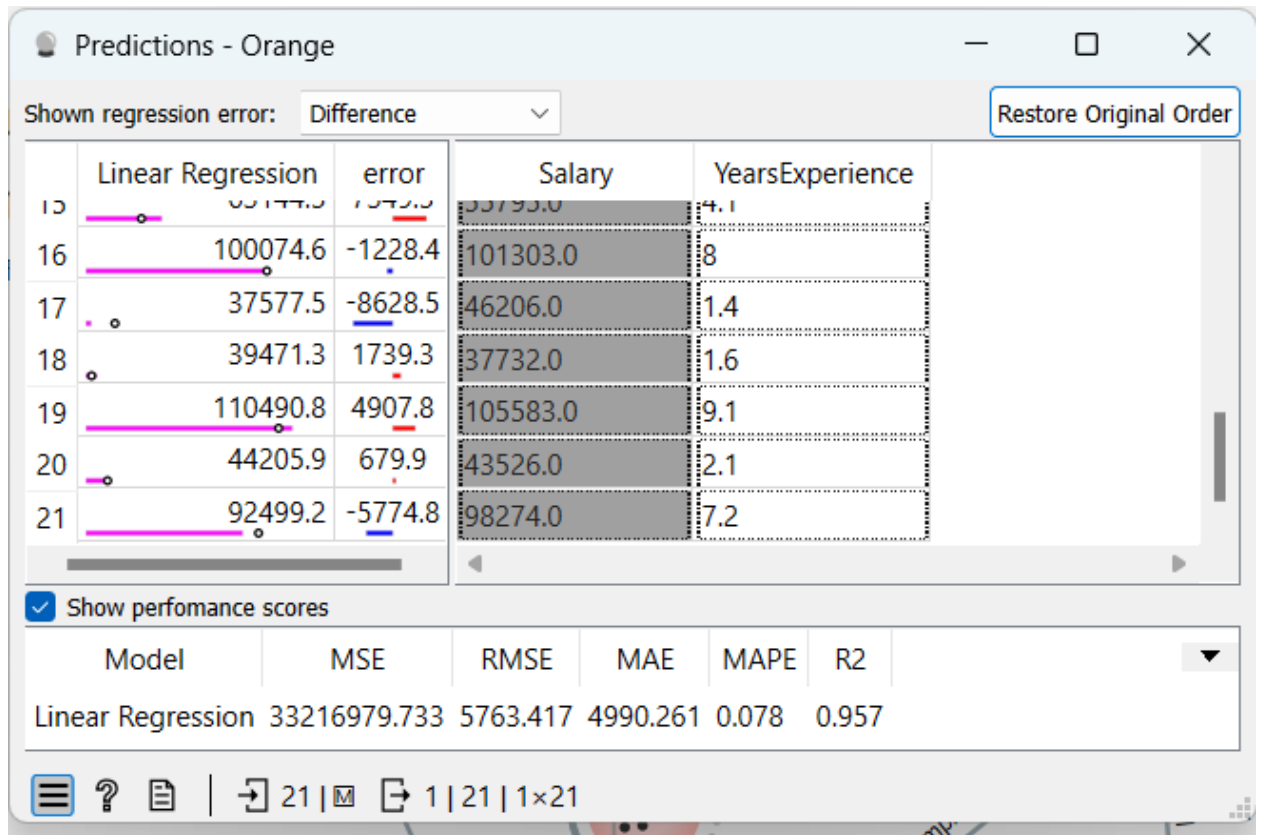 Predictions - Orange
Shown regression error: Difference Restore Original Order
Linear Regression error Salary YearsExperience
15 4.1
16 100074.6 -1228.4 101303.0 8
17 37577.5 -8628.5 46206.0 1.4
18 39471.3 1739.3 37732.0 1.6
19 110490.8 4907.8 105583.0 9.1
20 44205.9 679.9 43526.0 2.1
21 92499.2 -5774.8 98274.0 7.2
Show perfomance scores
Model MSE RMSE MAE MAPE R2
Linear Regression 33216979.733 5763.417 4990.261 0.078 0.957
? 21 | M 1 | 21 | 1×21